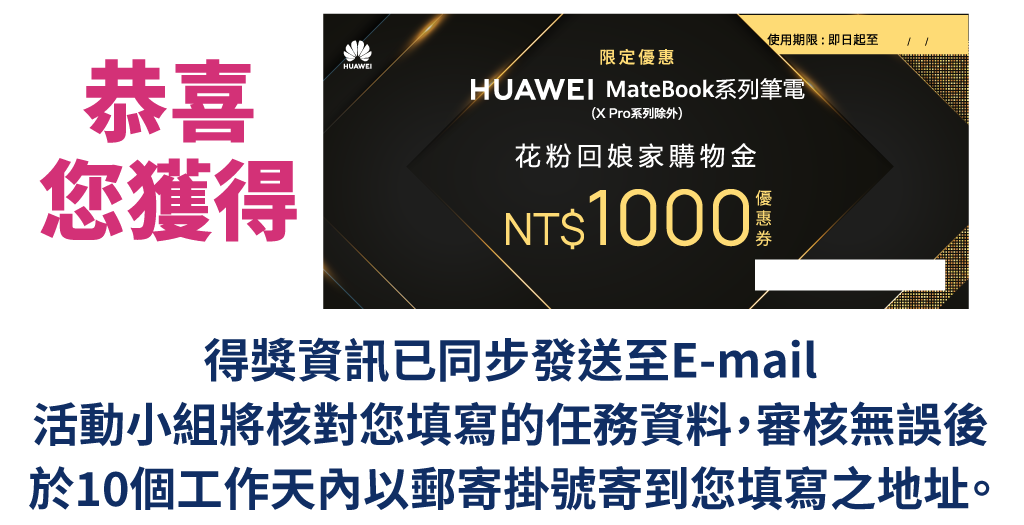 恭喜
您獲得
HUAWEI
使用期限 : 即日起至 / /
限定優惠
HUAWEI MateBook系列筆電
(X Pro系列除外)
花粉回娘家購物金
NT$1000優惠券
得獎資訊已同步發送至E-mail
活動小組將核對您填寫的任務資料，審核無誤後
於10個工作天內以郵寄掛號寄到您填寫之地址。